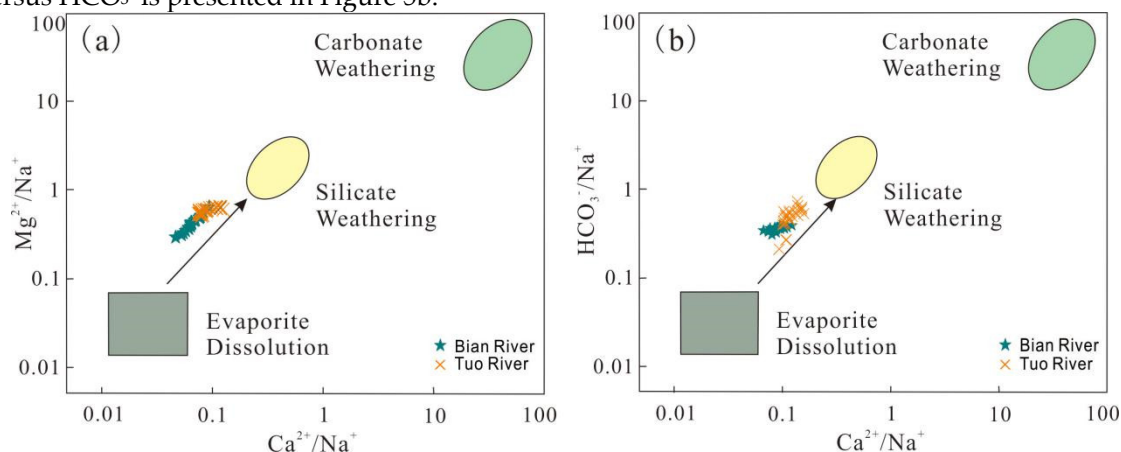 versus HCO₃⁻ is presented in Figure 5b.
(a)
100
10
1
0.1
0.01
Mg²⁺/Na⁺
Carbonate
Weathering
Silicate
Weathering
Evaporite
Dissolution
Bian River
Tuo River
0.01 0.1 1 10 100
Ca²⁺/Na⁺
(b)
100
10
1
0.1
0.01
HCO₃⁻/Na⁺
Carbonate
Weathering
Silicate
Weathering
Evaporite
Dissolution
Bian River
Tuo River
0.01 0.1 1 10 100
Ca²⁺/Na⁺